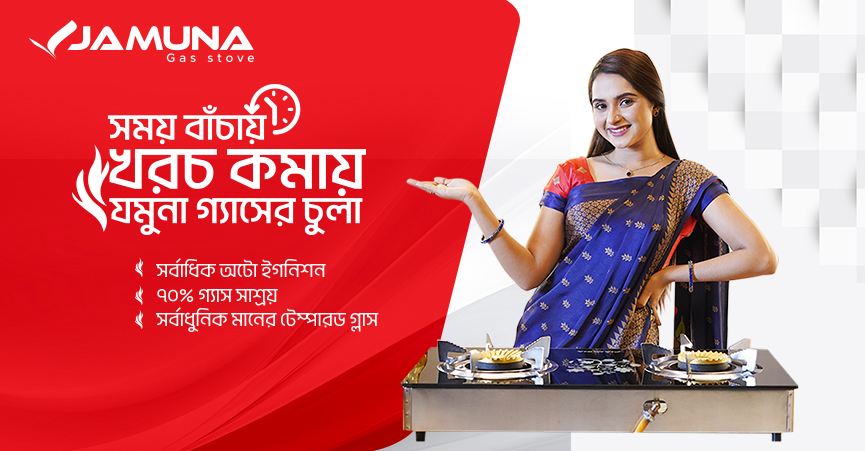 JAMUNA
Gas stove
সময় বাঁচায়
খরচ কমায়
যমুনা গ্যাসের চুলা
সর্বাধিক অটো ইগনিশন
৭০% গ্যাস সাশ্রয়
সর্বাধুনিক মানের টেম্পারড গ্লাস